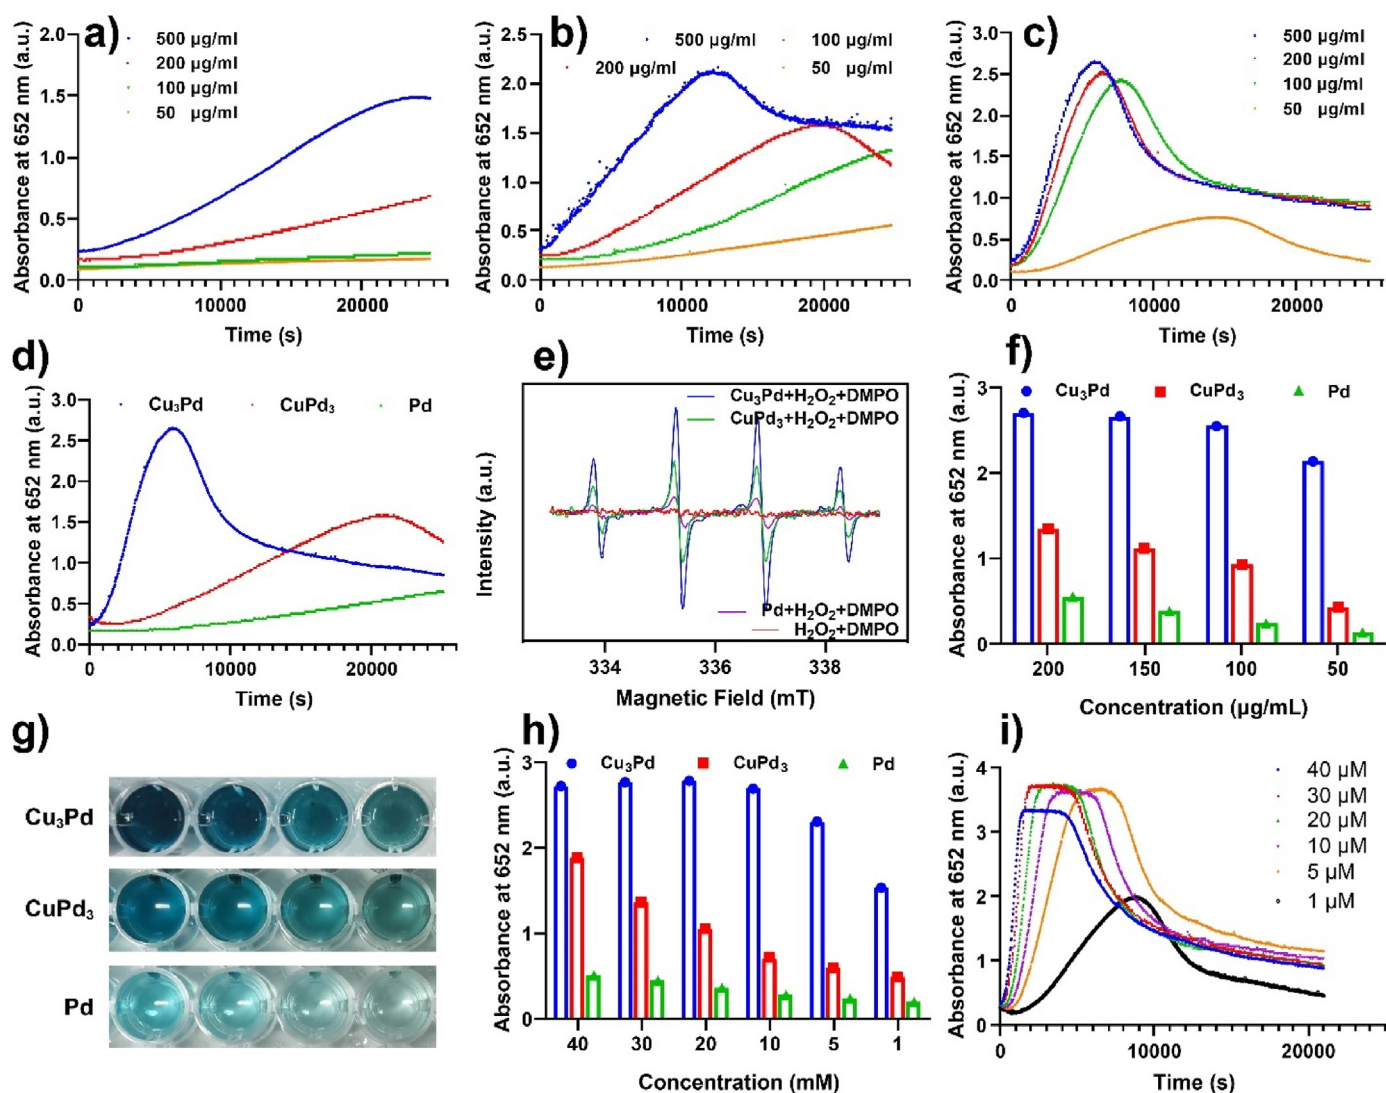 a)
500 µg/ml
200 µg/ml
100 µg/ml
50 µg/ml
Absorbance at 652 nm (a.u.)
2.0
1.5
1.0
0.5
0.0
0 10000 20000
Time (s)
b)
500 µg/ml 100 µg/ml
200 µg/ml 50 µg/ml
Absorbance at 652 nm (a.u.)
2.5
2.0
1.5
1.0
0.5
0.0
0 10000 20000
Time (s)
c)
500 µg/ml
200 µg/ml
100 µg/ml
50 µg/ml
Absorbance at 652 nm (a.u.)
3.0
2.5
2.0
1.5
1.0
0.5
0.0
0 10000 20000
Time (s)
d)
Cu₃Pd CuPd₃ Pd
Absorbance at 652 nm (a.u.)
3.0
2.5
2.0
1.5
1.0
0.5
0.0
0 10000 20000
Time (s)
e)
Cu₃Pd+H₂O₂+DMPO
CuPd₃+H₂O₂+DMPO
Intensity (a.u.)
Pd+H₂O₂+DMPO
H₂O₂+DMPO
334 336 338
Magnetic Field (mT)
f)
Cu₃Pd CuPd₃ Pd
Absorbance at 652 nm (a.u.)
3
2
1
0
200 150 100 50
Concentration (µg/mL)
g)
Cu₃Pd
CuPd₃
Pd
h)
Cu₃Pd CuPd₃ Pd
Absorbance at 652 nm (a.u.)
3
2
1
0
40 30 20 10 5 1
Concentration (mM)
i)
40 µM
30 µM
20 µM
10 µM
5 µM
1 µM
Absorbance at 652 nm (a.u.)
4
3
2
1
0
0 10000 20000
Time (s)